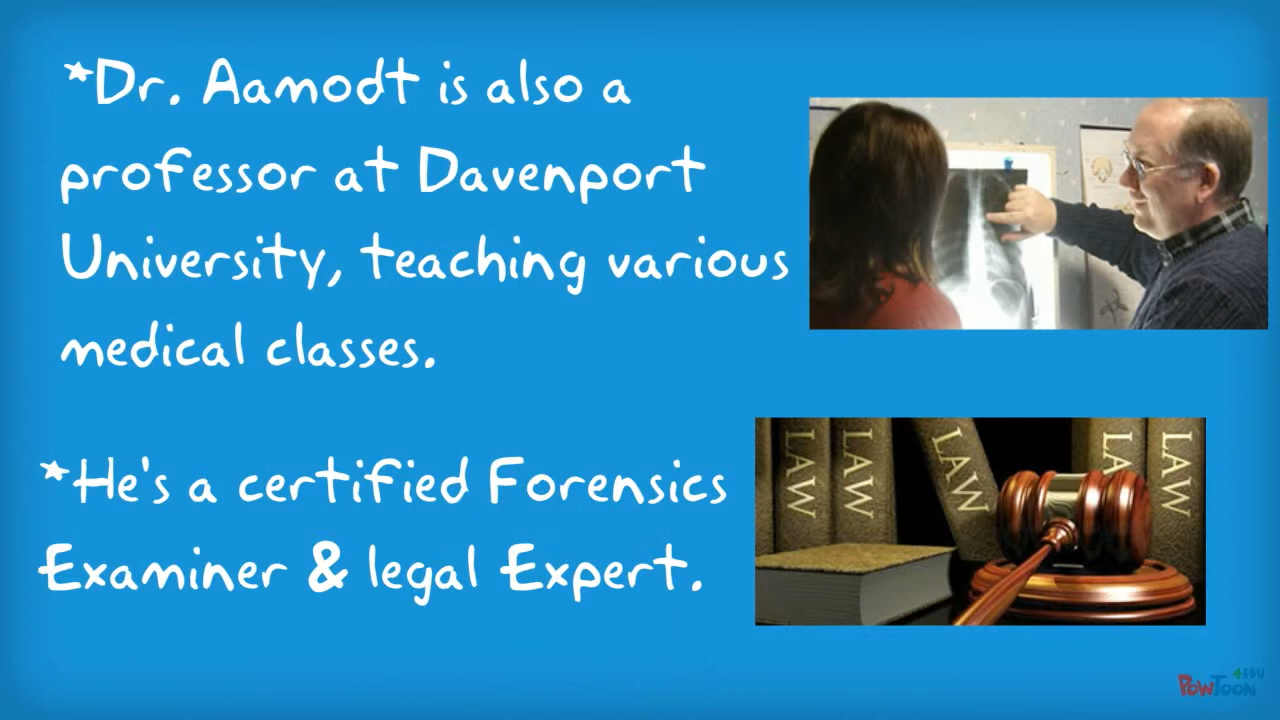 *Dr. Aamodt is also a
professor at Davenport
University, teaching various
medical classes.
*He's a certified Forensics
Examiner & legal Expert.
LAW
LAW
LAW
LAW
LAW
4EDU
POWTOON